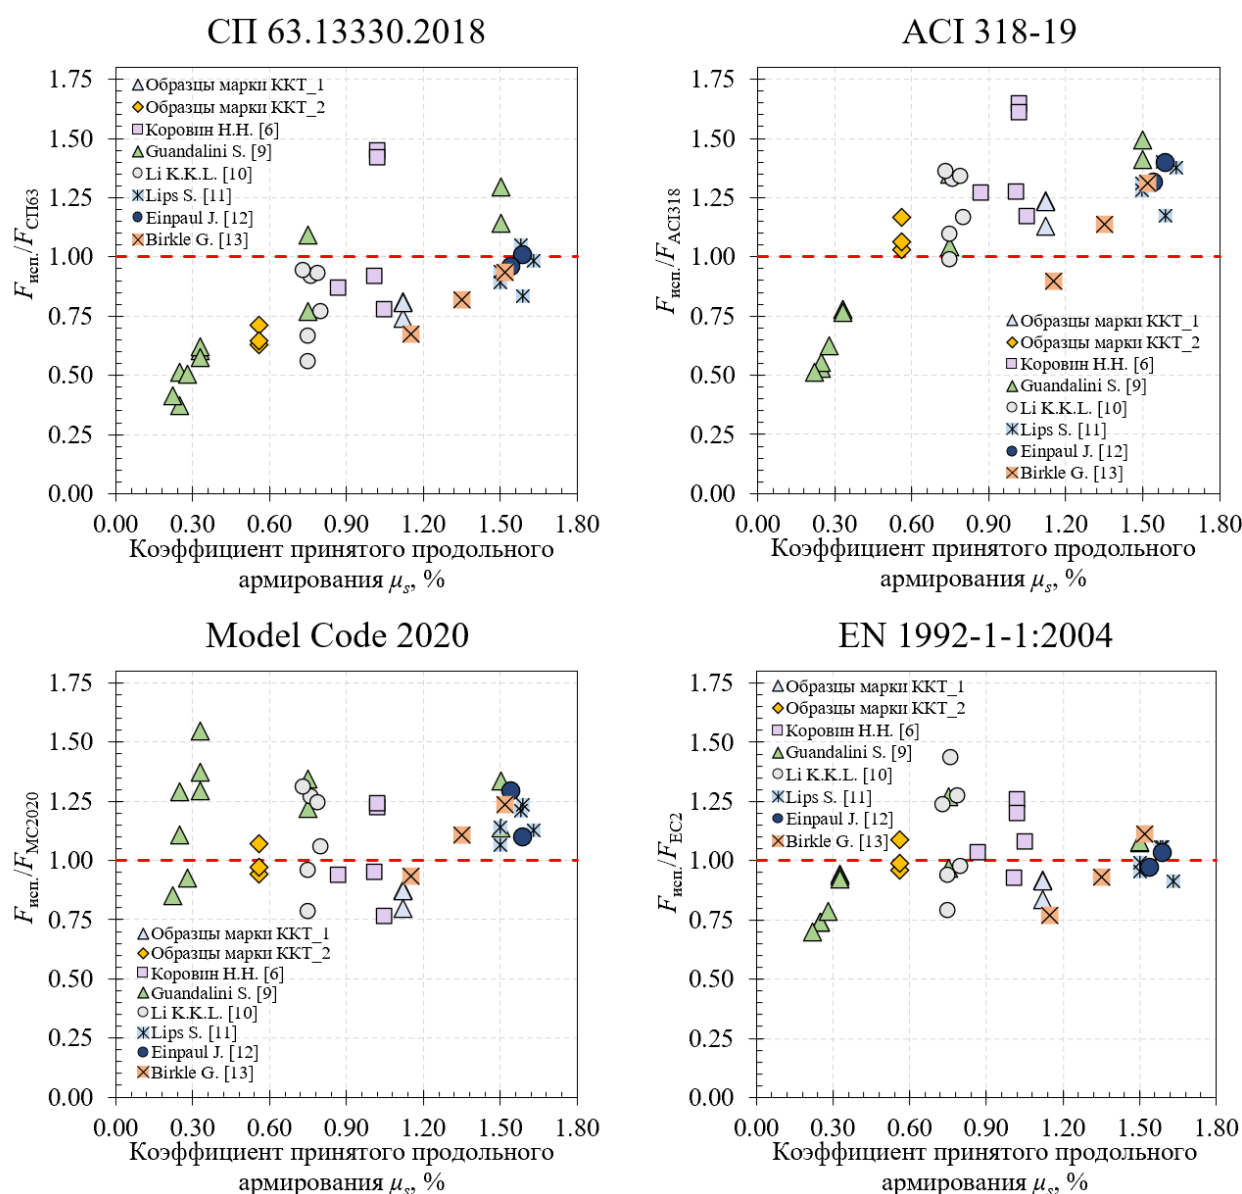 СП 63.13330.2018
F исп./F СП63
1.75
1.50
1.25
1.00
0.75
0.50
0.25
0.00
Образцы марки ККТ_1
Образцы марки ККТ_2
Коровин Н.Н. [6]
Guandalini S. [9]
Li K.K.L. [10]
Lips S. [11]
Einpaul J. [12]
Birkle G. [13]
0.00 0.30 0.60 0.90 1.20 1.50 1.80
Коэффициент принятого продольного
армирования μs, %
ACI 318-19
F исп./F ACI318
1.75
1.50
1.25
1.00
0.75
0.50
0.25
0.00
Образцы марки ККТ_1
Образцы марки ККТ_2
Коровин Н.Н. [6]
Guandalini S. [9]
Li K.K.L. [10]
Lips S. [11]
Einpaul J. [12]
Birkle G. [13]
0.00 0.30 0.60 0.90 1.20 1.50 1.80
Коэффициент принятого продольного
армирования μs, %
Model Code 2020
F исп./F MC2020
1.75
1.50
1.25
1.00
0.75
0.50
0.25
0.00
Образцы марки ККТ_1
Образцы марки ККТ_2
Коровин Н.Н. [6]
Guandalini S. [9]
Li K.K.L. [10]
Lips S. [11]
Einpaul J. [12]
Birkle G. [13]
0.00 0.30 0.60 0.90 1.20 1.50 1.80
Коэффициент принятого продольного
армирования μs, %
EN 1992-1-1:2004
F исп./F EC2
1.75
1.50
1.25
1.00
0.75
0.50
0.25
0.00
Образцы марки ККТ_1
Образцы марки ККТ_2
Коровин Н.Н. [6]
Guandalini S. [9]
Li K.K.L. [10]
Lips S. [11]
Einpaul J. [12]
Birkle G. [13]
0.00 0.30 0.60 0.90 1.20 1.50 1.80
Коэффициент принятого продольного
армирования μs, %